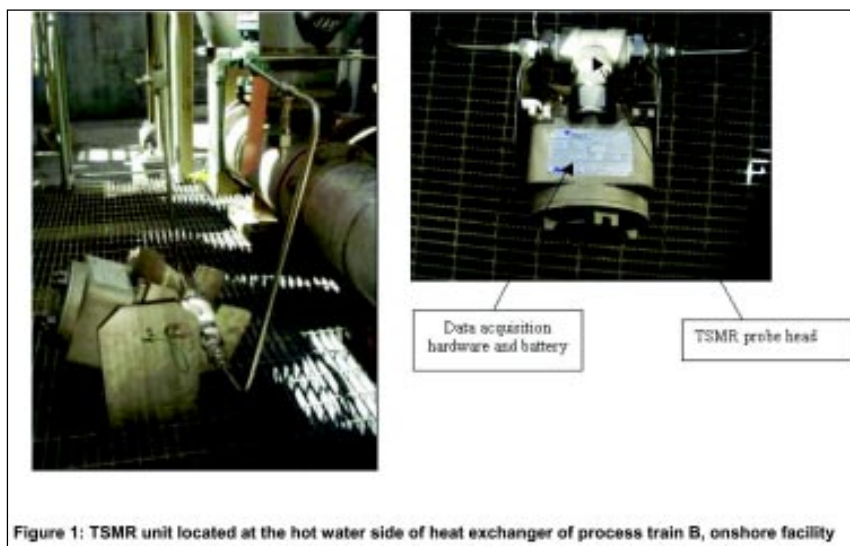 Data acquisition
hardware and battery
TSMR probe head
Figure 1: TSMR unit located at the hot water side of heat exchanger of process train B, onshore facility